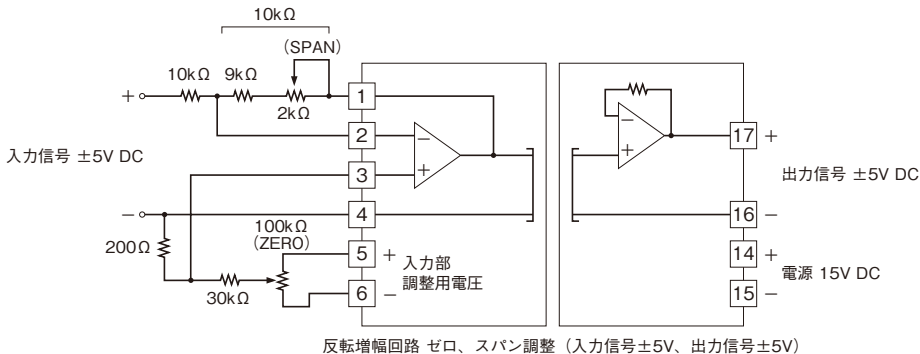 10kΩ
(SPAN)
10kΩ
9kΩ
2kΩ
+
1
2
3
4
5
6
−
+
入力信号 ±5V DC
−
200Ω
100kΩ
(ZERO)
30kΩ
+
−
入力部
調整用電圧
−
+
17
16
14
15
+
出力信号 ±5V DC
−
+
電源 15V DC
−
反転増幅回路 ゼロ、スパン調整（入力信号±5V、出力信号±5V）